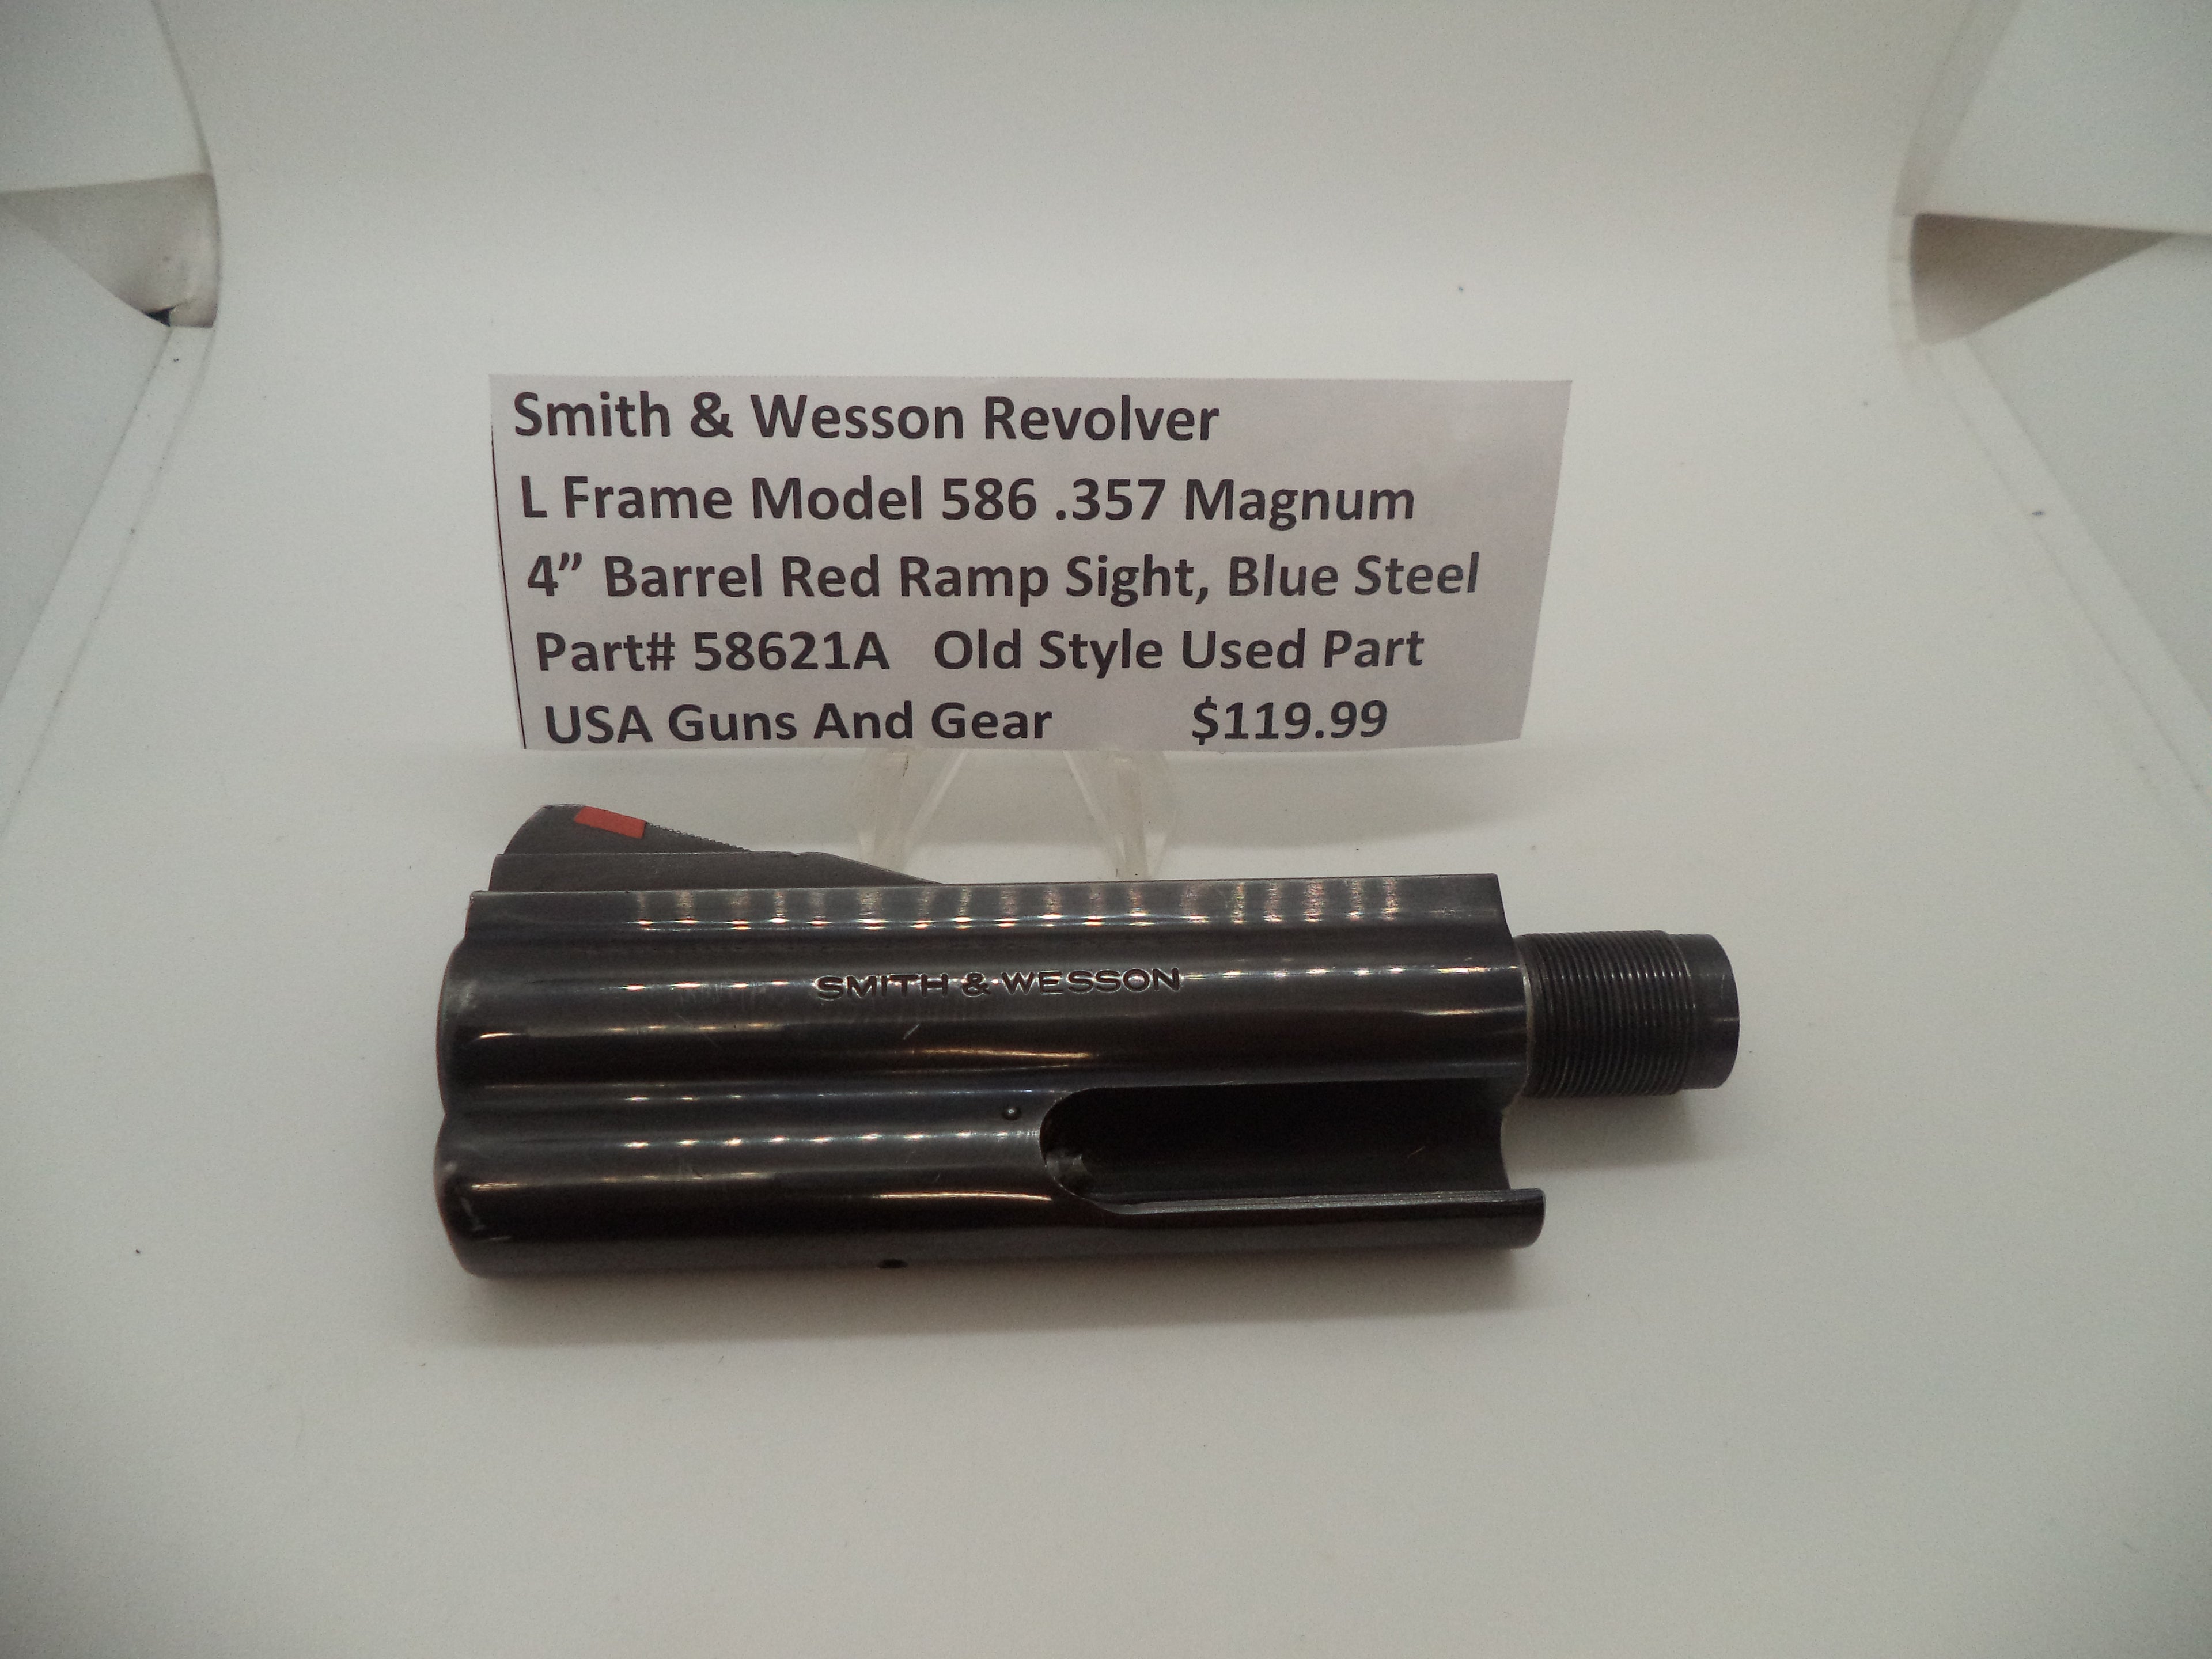 Smith & Wesson Revolver
L Frame Model 586 .357 Magnum
4” Barrel Red Ramp Sight, Blue Steel
Part# 58621A Old Style Used Part
USA Guns And Gear $119.99
SMITH & WESSON